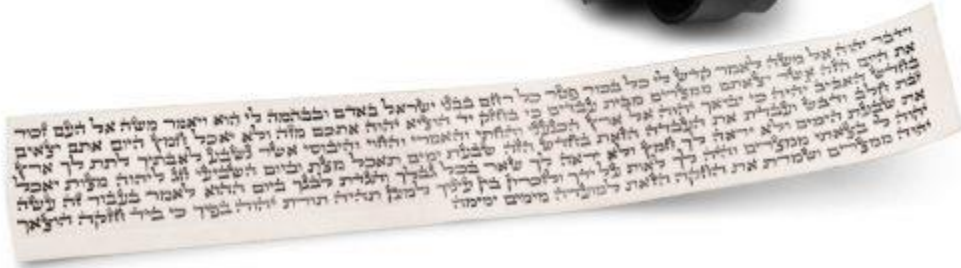 וידבר יהוה אל משה לאמר קדש לי כל בכור פטר כל רחם בבני ישראל באדם ובבהמה לי הוא ויאמר משה אל העם זכור
את היום הזה אשר יצאתם ממצרים מבית עבדים כי בחזק יד הוציא יהוה אתכם מזה ולא יאכל חמץ היום אתם יצאים
בחדש האביב והיה כי יביאך יהוה אל ארץ הכנעני והחתי והאמרי והחוי והיבוסי אשר נשבע לאבתיך לתת לך ארץ
זבת חלב ודבש ועבדת את העבדה הזאת בחדש הזה שבעת ימים תאכל מצת וביום השביעי חג ליהוה מצות יאכל
את שבעת הימים ולא יראה לך חמץ ולא יראה לך שאר בכל גבלך והגדת לבנך ביום ההוא לאמר בעבור זה עשה
יהוה לי בצאתי ממצרים והיה לך לאות על ידך ולזכרון בין עיניך למען תהיה תורת יהוה בפיך כי ביד חזקה הוצאך
יהוה ממצרים ושמרת את החקה הזאת למועדה מימים ימימה